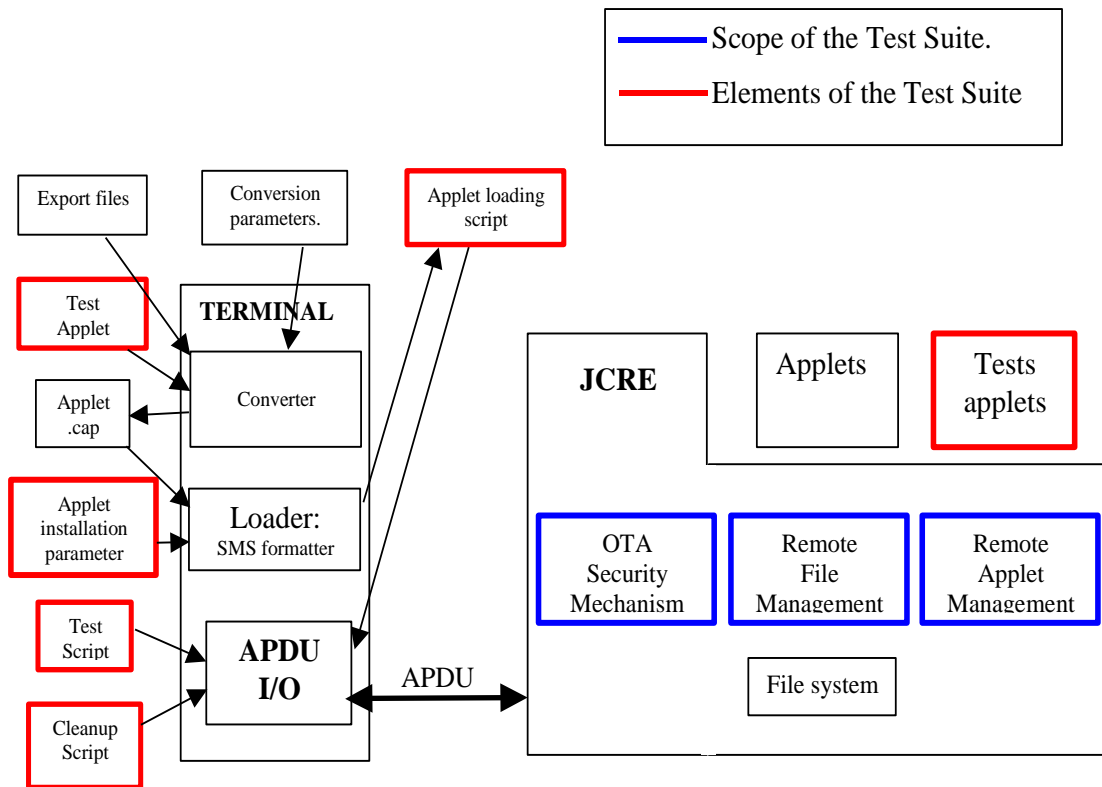 Scope of the Test Suite.
Elements of the Test Suite
Export files
Conversion
parameters.
Applet loading
script
Test
Applet
TERMINAL
Converter
Applet
.cap
Applet
installation
parameter
Loader:
SMS formatter
Test
Script
APDU
I/O
Cleanup
Script
APDU
JCRE
Applets
Tests
applets
OTA
Security
Mechanism
Remote
File
Management
Remote
Applet
Management
File system